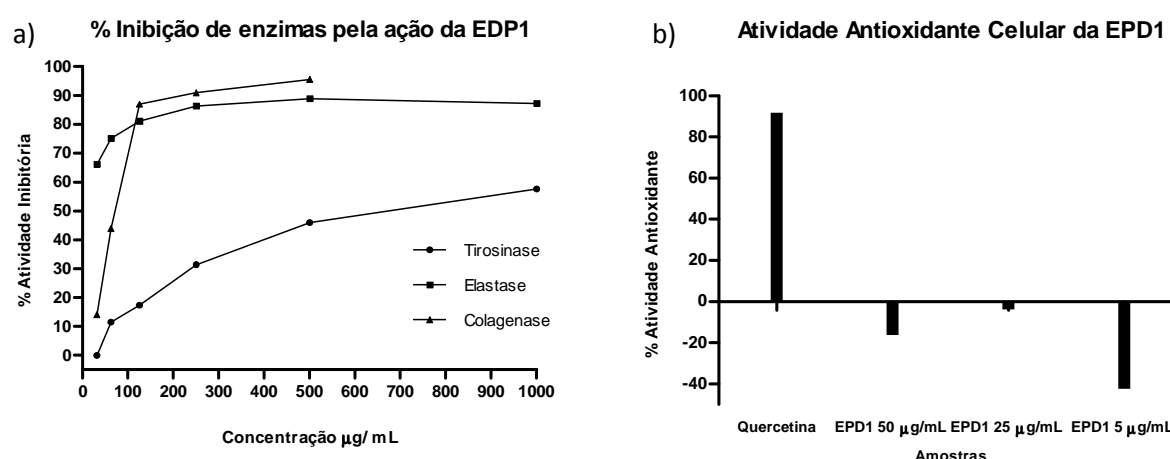 a)
% Inibição de enzimas pela ação da EDP1
% Atividade Inibitória
100
90
80
70
60
50
40
30
20
10
0
0 100 200 300 400 500 600 700 800 900 1000
Concentração µg/ mL
Tirosinase
Elastase
Colagenase
b)
Atividade Antioxidante Celular da EPD1
% Atividade Antioxidante
100
80
60
40
20
0
-20
-40
Quercetina EPD1 50 µg/mL EPD1 25 µg/mL EPD1 5 µg/mL
Amostras